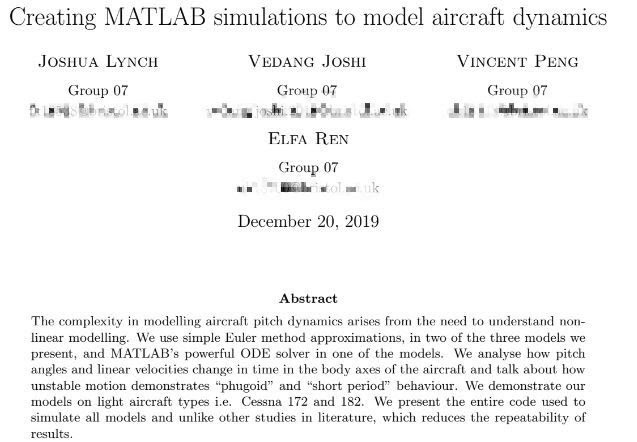 Creating MATLAB simulations to model aircraft dynamics
JOSHUA LYNCH VEDANG JOSHI VINCENT PENG
Group 07 Group 07 Group 07
ELFA REN
Group 07
December 20, 2019
Abstract
The complexity in modelling aircraft pitch dynamics arises from the need to understand non-
linear modelling. We use simple Euler method approximations, in two of the three models we
present, and MATLAB's powerful ODE solver in one of the models. We analyse how pitch
angles and linear velocities change in time in the body axes of the aircraft and talk about how
unstable motion demonstrates “phugoid” and “short period” behaviour. We demonstrate our
models on light aircraft types i.e. Cessna 172 and 182. We present the entire code used to
simulate all models and unlike other studies in literature, which reduces the repeatability of
results.